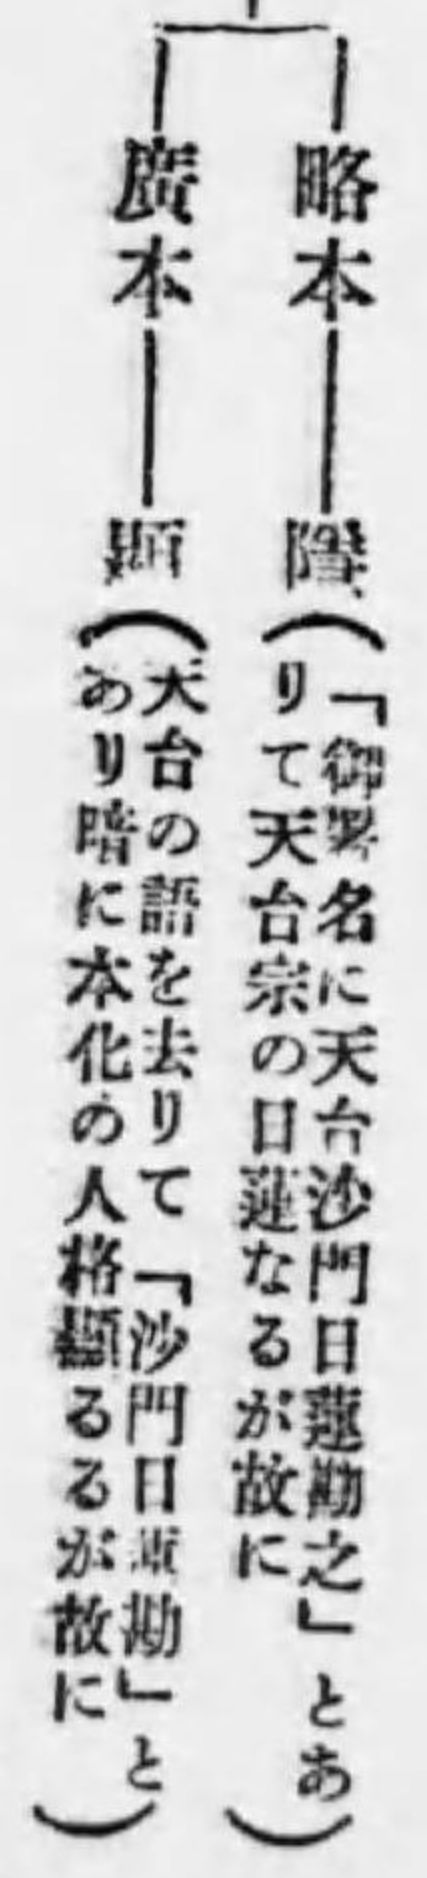 略本――隱
(「御署名に天台沙門日蓮勘之」とあ
りて天台宗の日蓮なるが故に)
廣本――顯
(天台の語を去りて「沙門日蓮勘」と
あり暗に本化の人格顯るるが故に)